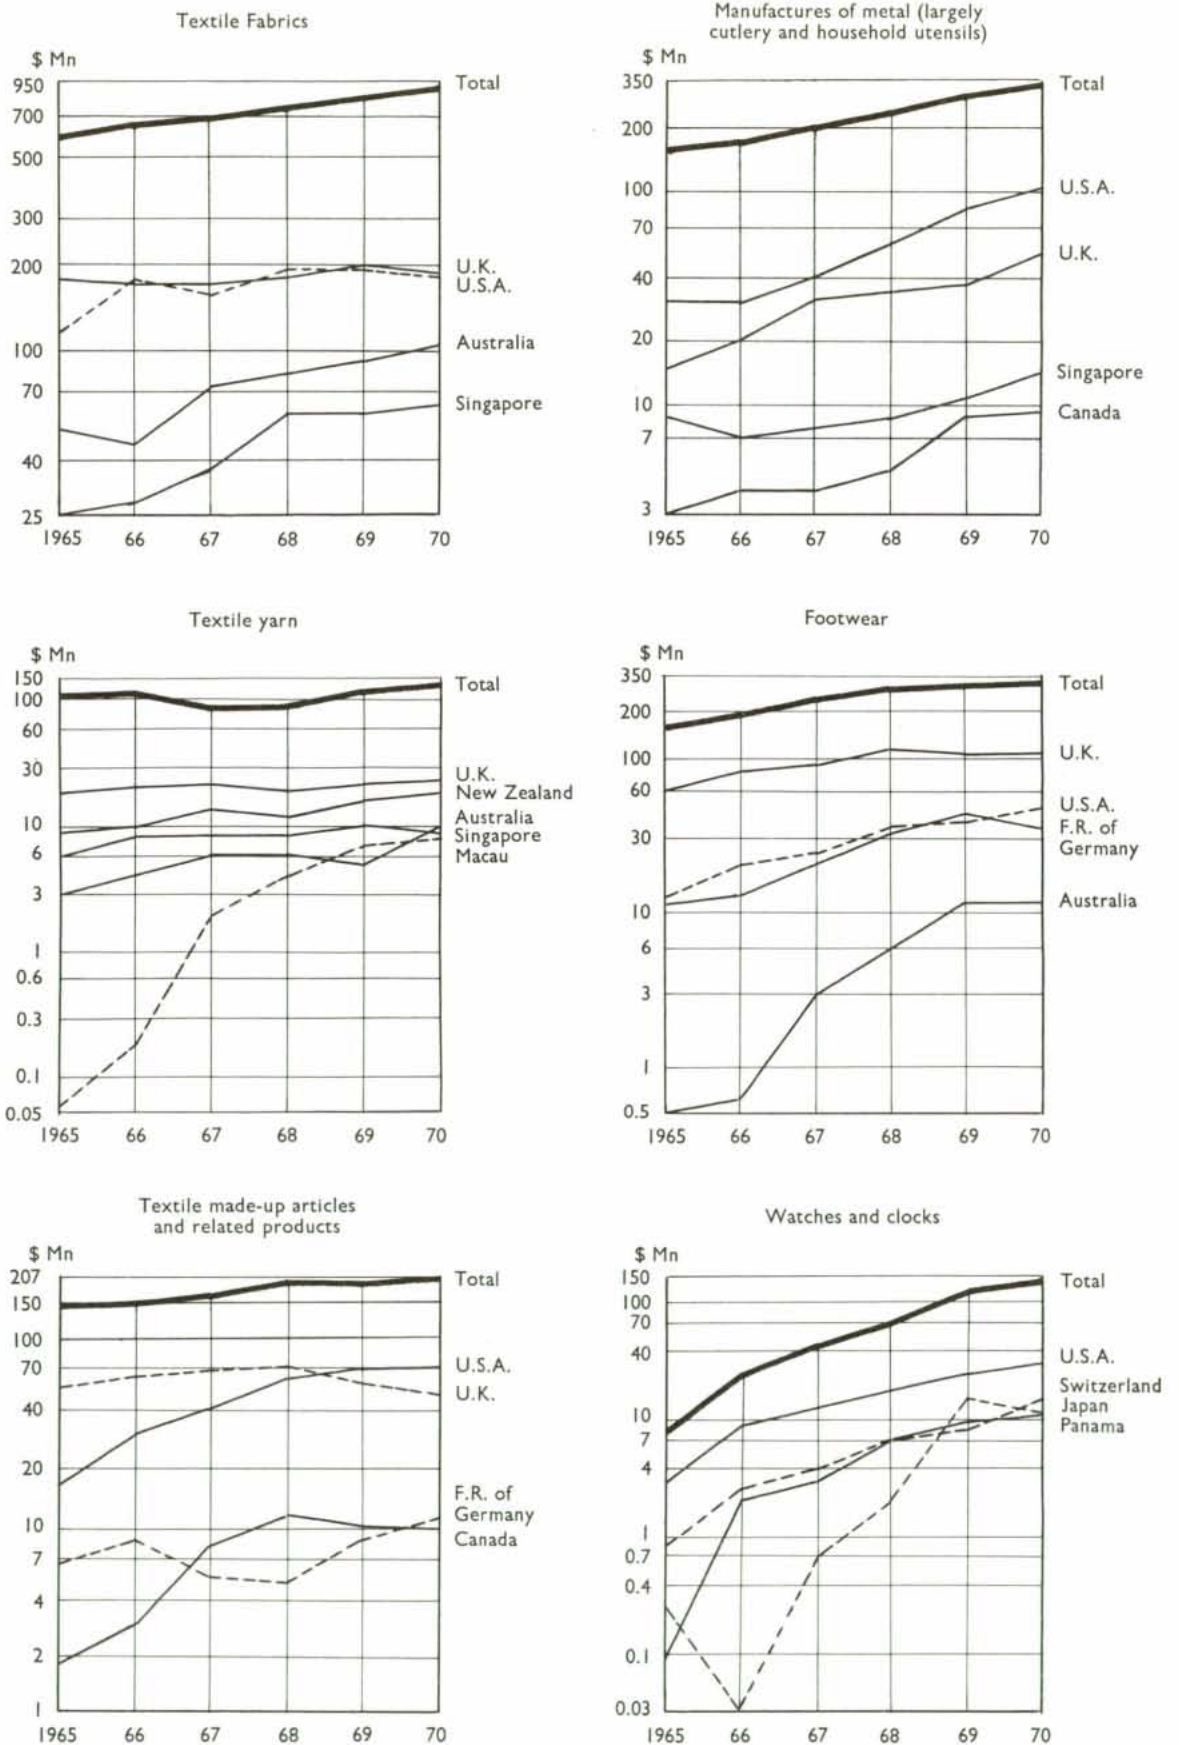 Textile Fabrics
$ Mn
950
700
500
300
200
100
70
40
25
Total
U.K.
U.S.A.
Australia
Singapore
1965 66 67 68 69 70
Manufactures of metal (largely
cutlery and household utensils)
$ Mn
350
200
100
70
40
20
10
7
3
Total
U.S.A.
U.K.
Singapore
Canada
1965 66 67 68 69 70
Textile yarn
$ Mn
150
100
60
30
10
6
3
1
0.6
0.3
0.1
0.05
Total
U.K.
New Zealand
Australia
Singapore
Macau
1965 66 67 68 69 70
Footwear
$ Mn
350
200
100
60
30
10
6
3
1
0.5
Total
U.K.
U.S.A.
F.R. of
Germany
Australia
1965 66 67 68 69 70
Textile made-up articles
and related products
$ Mn
207
150
100
70
40
20
10
7
4
2
1
Total
U.S.A.
U.K.
F.R. of
Germany
Canada
1965 66 67 68 69 70
Watches and clocks
$ Mn
150
100
70
40
10
7
4
1
0.7
0.4
0.1
0.03
Total
U.S.A.
Switzerland
Japan
Panama
1965 66 67 68 69 70